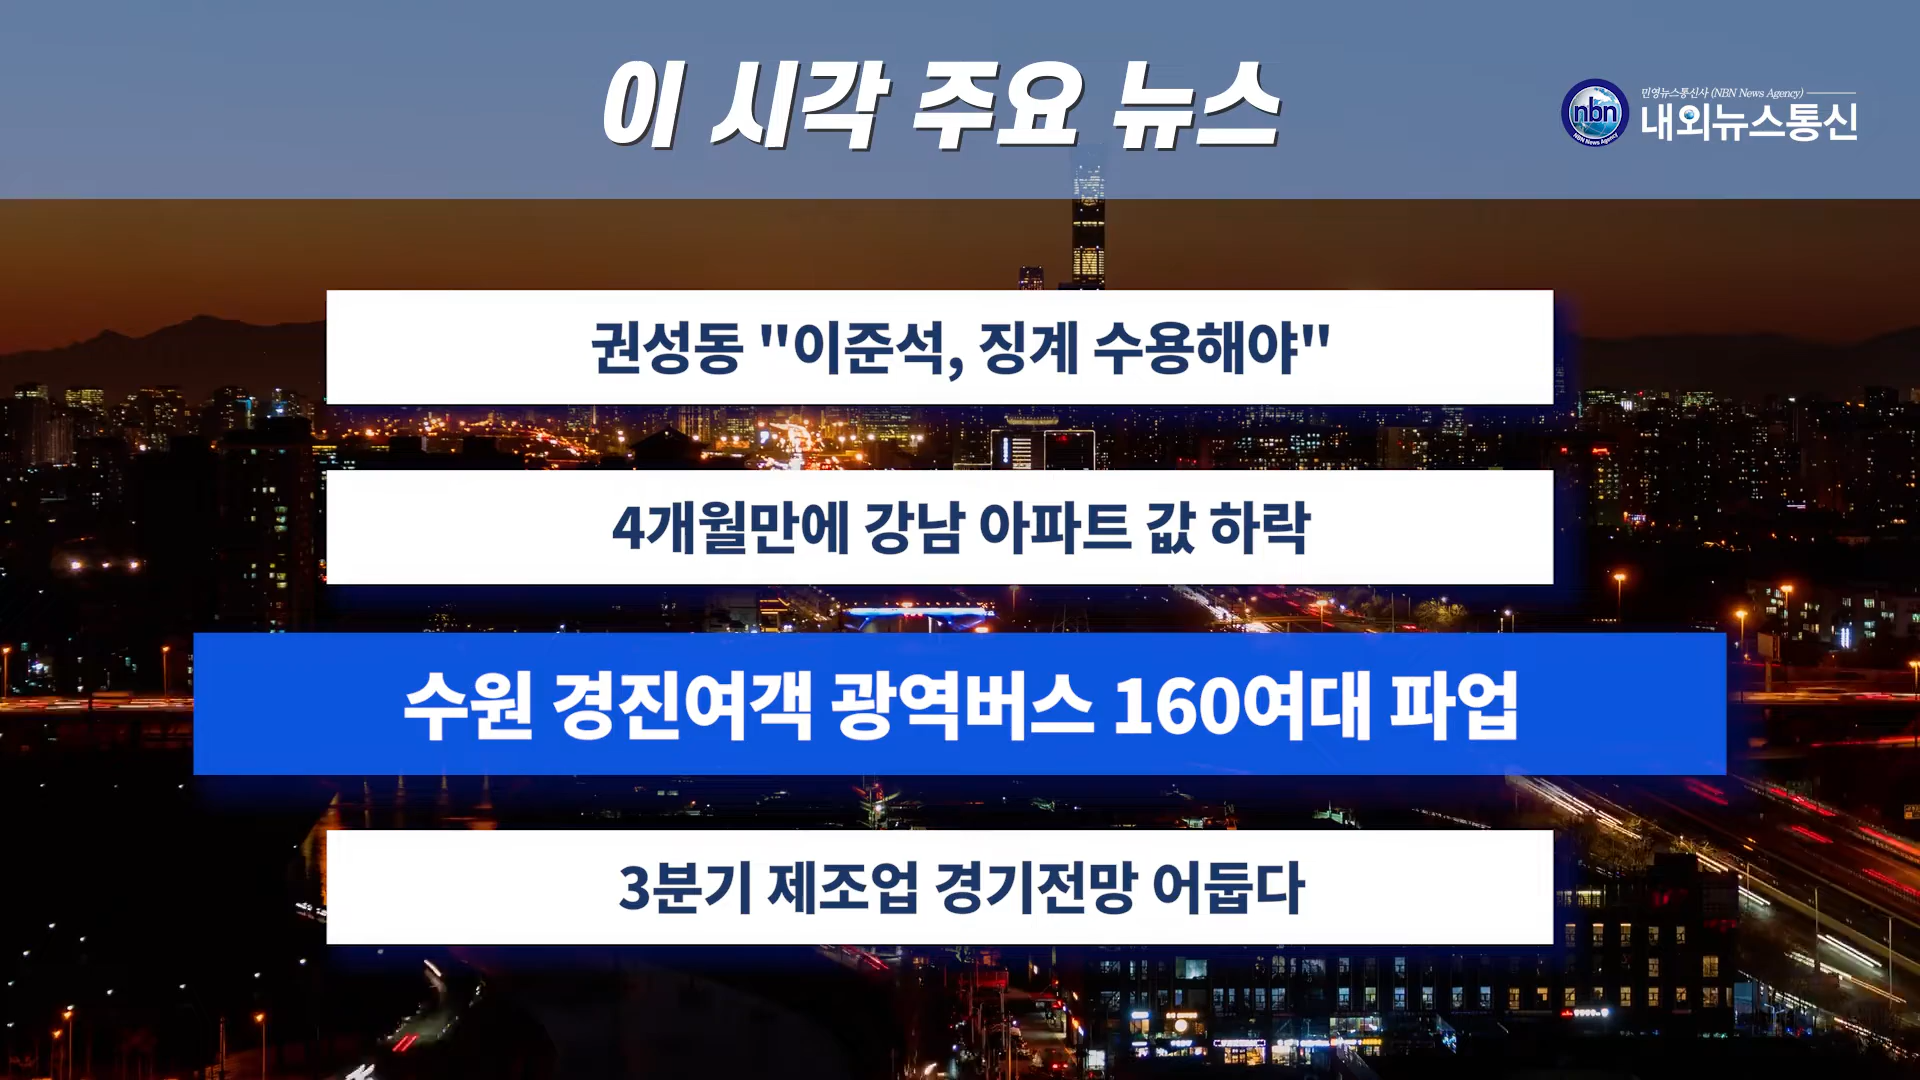 이 시각 주요 뉴스
민영뉴스통신사 (NBN News Agency)
nbn
NBN News Agency
내외뉴스통신
권성동 "이준석, 징계 수용해야"
4개월만에 강남 아파트 값 하락
수원 경진여객 광역버스 160여대 파업
3분기 제조업 경기전망 어둡다